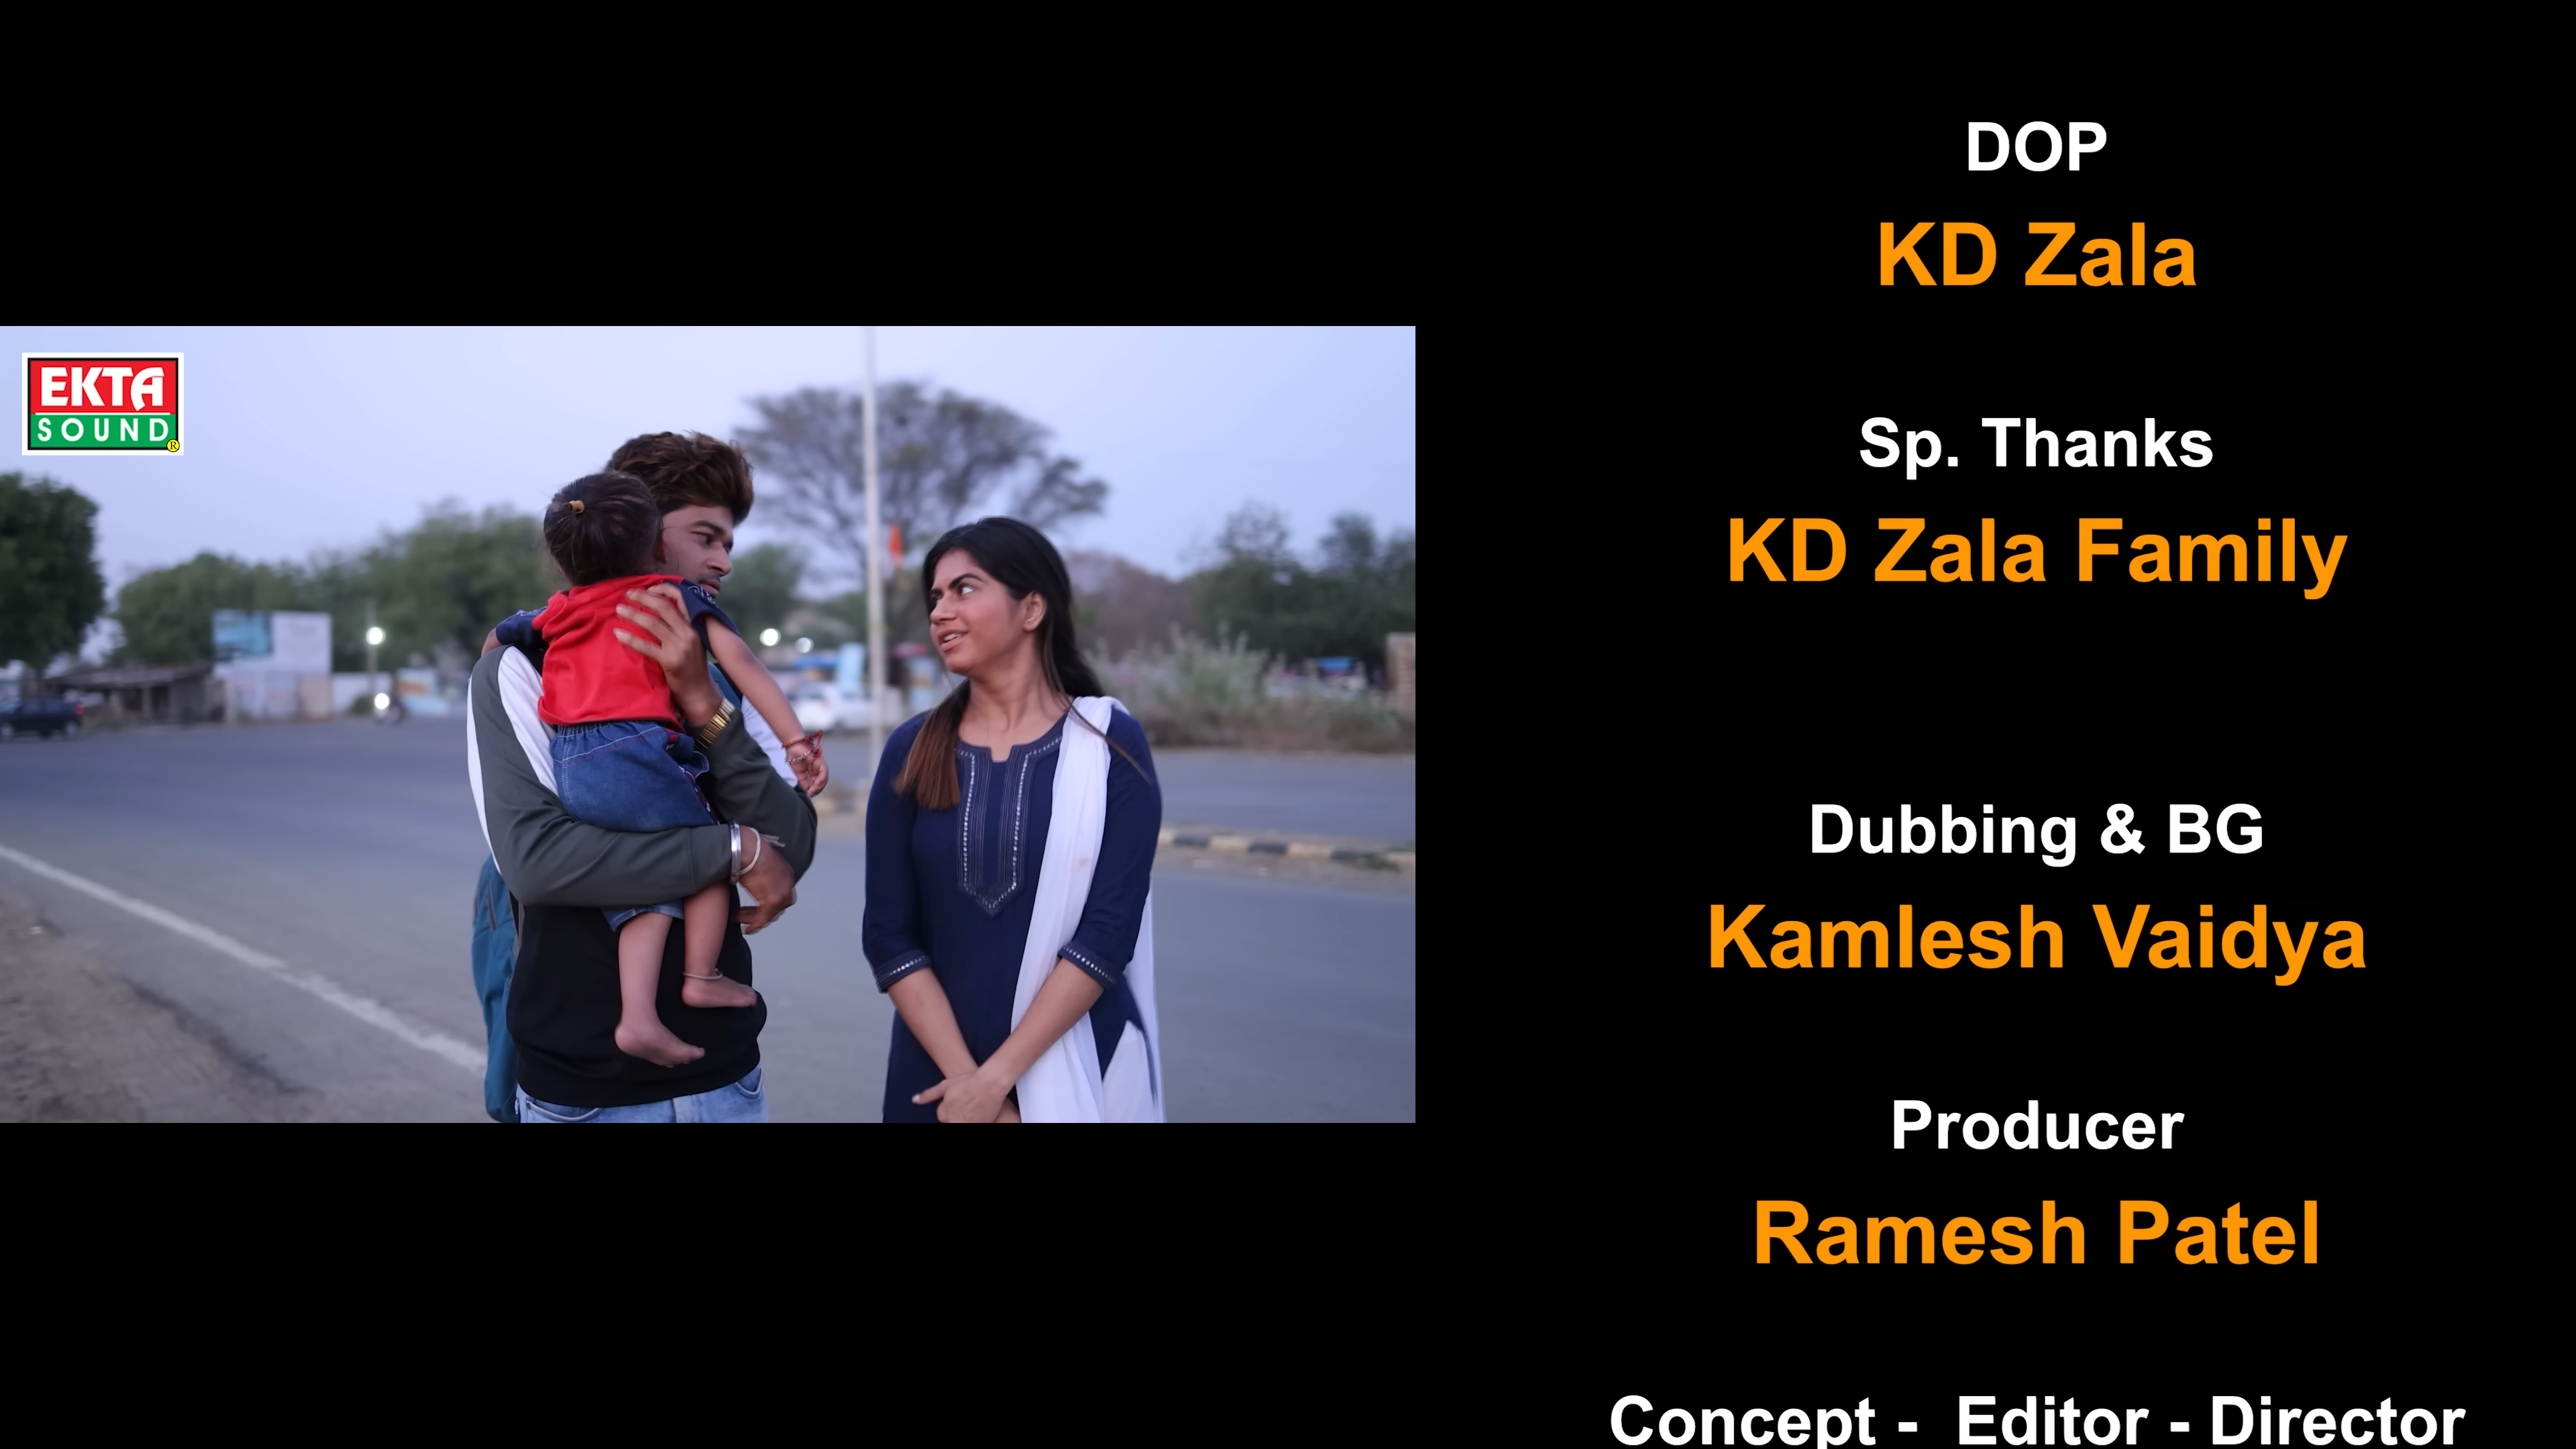 EKTA
SOUND
®
DOP
KD Zala
Sp. Thanks
KD Zala Family
Dubbing & BG
Kamlesh Vaidya
Producer
Ramesh Patel
Concept - Editor - Director